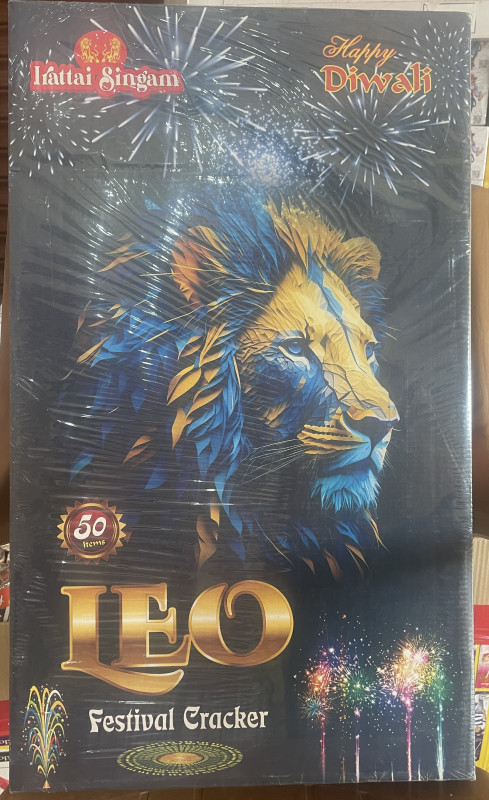 Irattai Singam
Happy
Diwali
50
Items
LEO
Festival Cracker